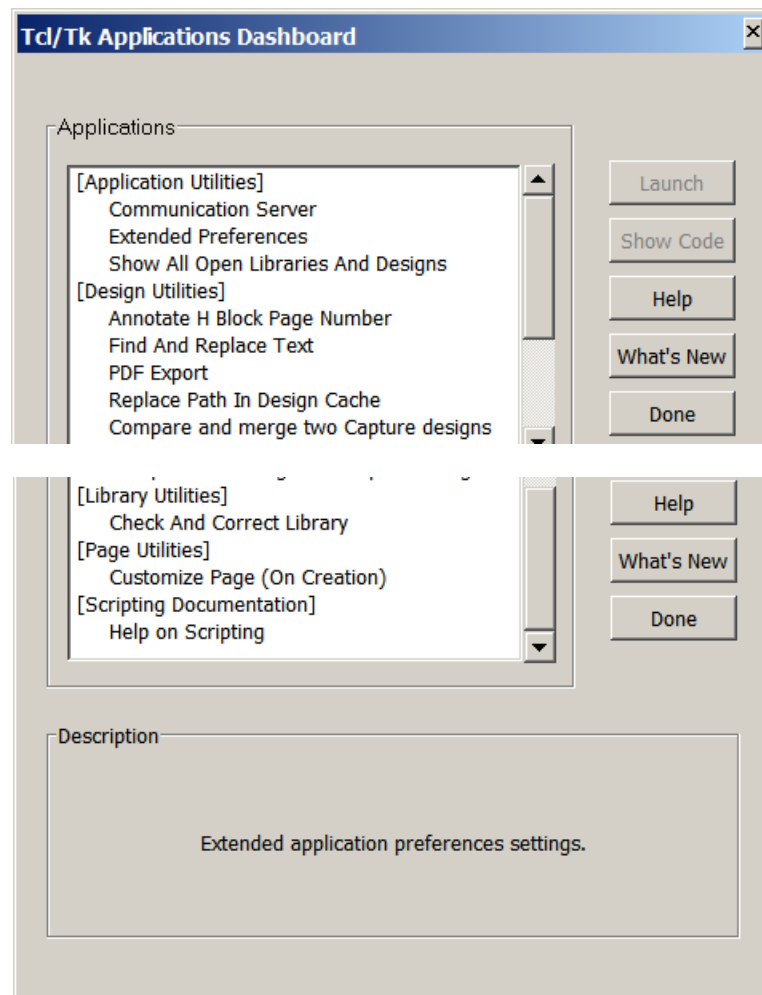 Tcl/Tk Applications Dashboard
Applications
[Application Utilities]
Communication Server
Extended Preferences
Show All Open Libraries And Designs
[Design Utilities]
Annotate H Block Page Number
Find And Replace Text
PDF Export
Replace Path In Design Cache
Compare and merge two Capture designs
Launch
Show Code
Help
What's New
Done
[Library Utilities]
Check And Correct Library
[Page Utilities]
Customize Page (On Creation)
[Scripting Documentation]
Help on Scripting
Help
What's New
Done
Description
Extended application preferences settings.